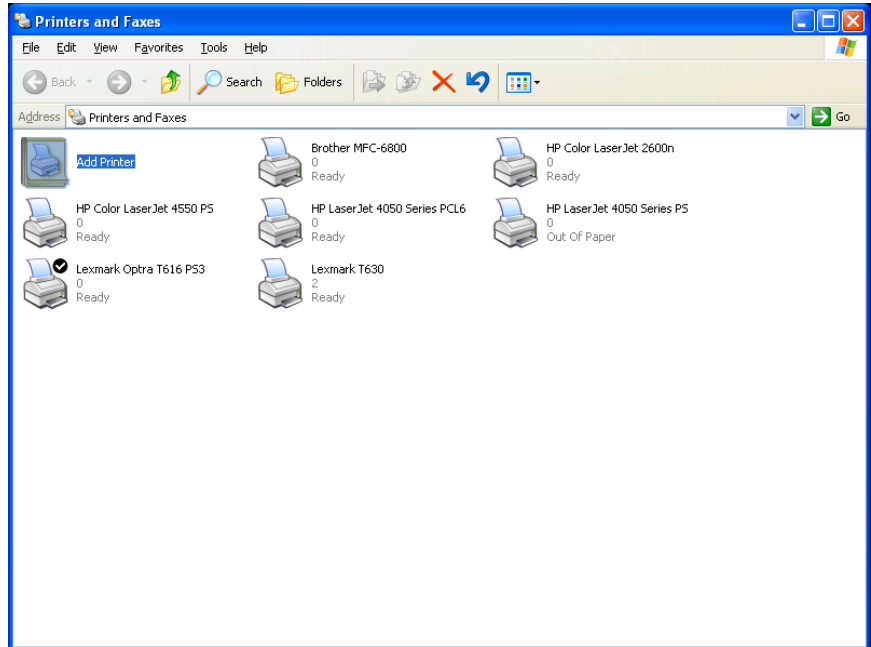 Printers and Faxes
File Edit View Favorites Tools Help
Back Search Folders
Address Printers and Faxes Go
Add Printer
Brother MFC-6800
0
Ready
HP Color LaserJet 2600n
0
Ready
HP Color LaserJet 4550 PS
0
Ready
HP LaserJet 4050 Series PCL6
0
Ready
HP LaserJet 4050 Series PS
0
Out Of Paper
Lexmark Optra T616 PS3
0
Ready
Lexmark T630
2
Ready